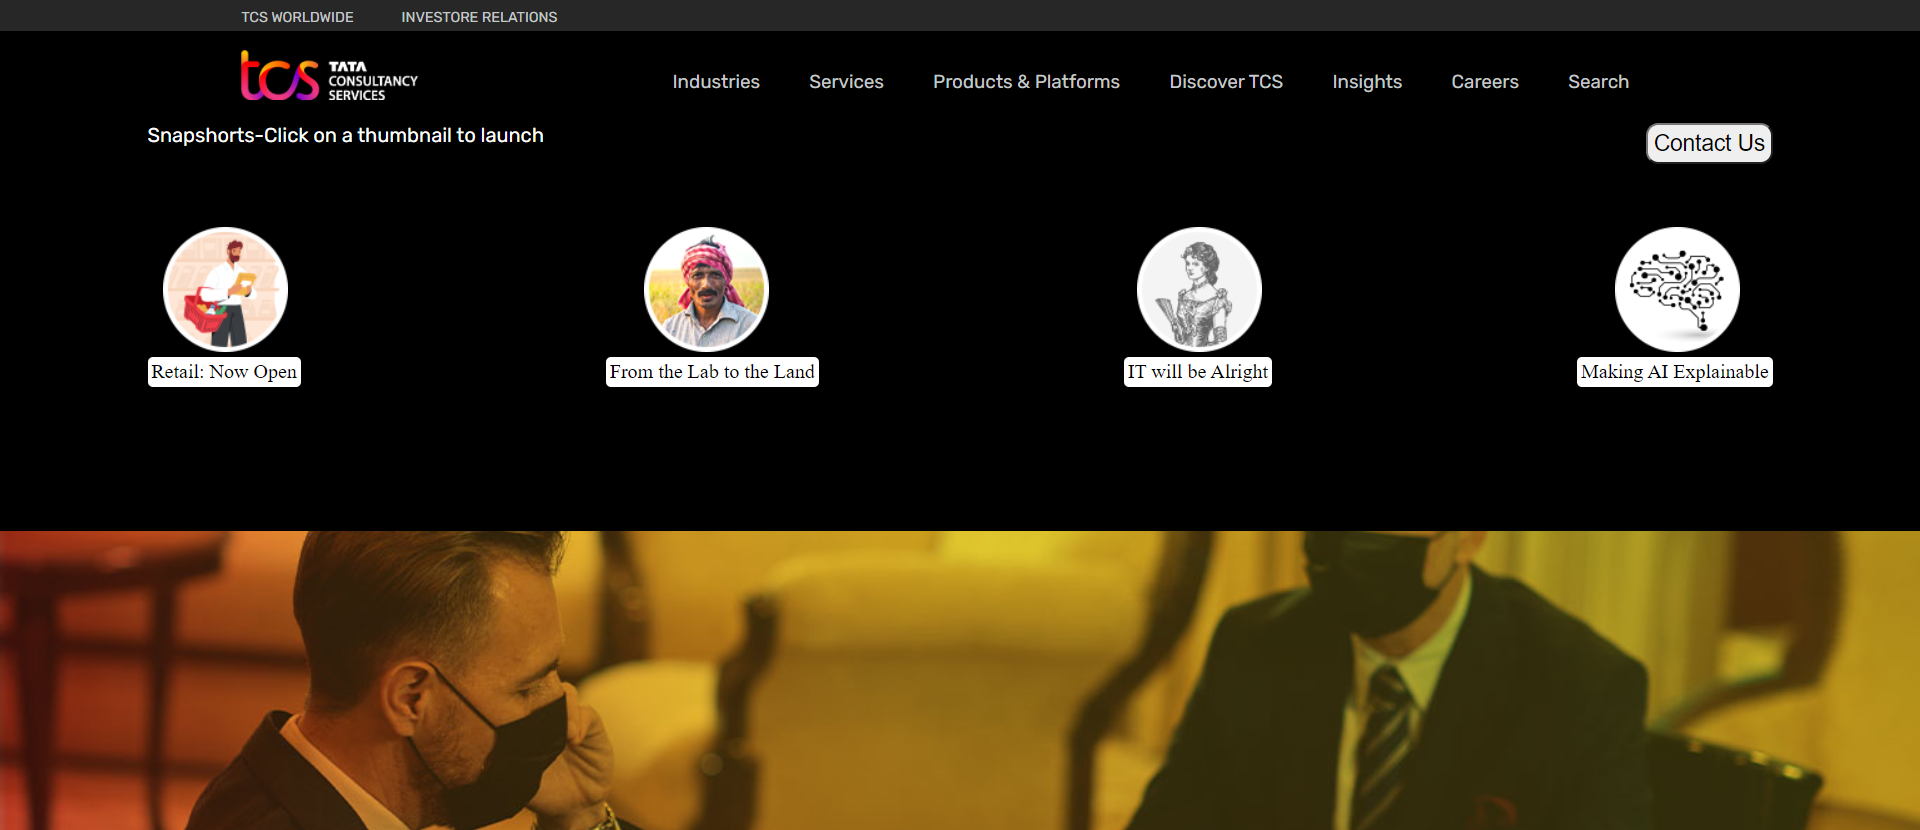 TCS WORLDWIDE INVESTORE RELATIONS
tcs TATA CONSULTANCY SERVICES
Industries Services Products & Platforms Discover TCS Insights Careers Search
Snapshorts-Click on a thumbnail to launch
Contact Us
Retail: Now Open
From the Lab to the Land
IT will be Alright
Making AI Explainable